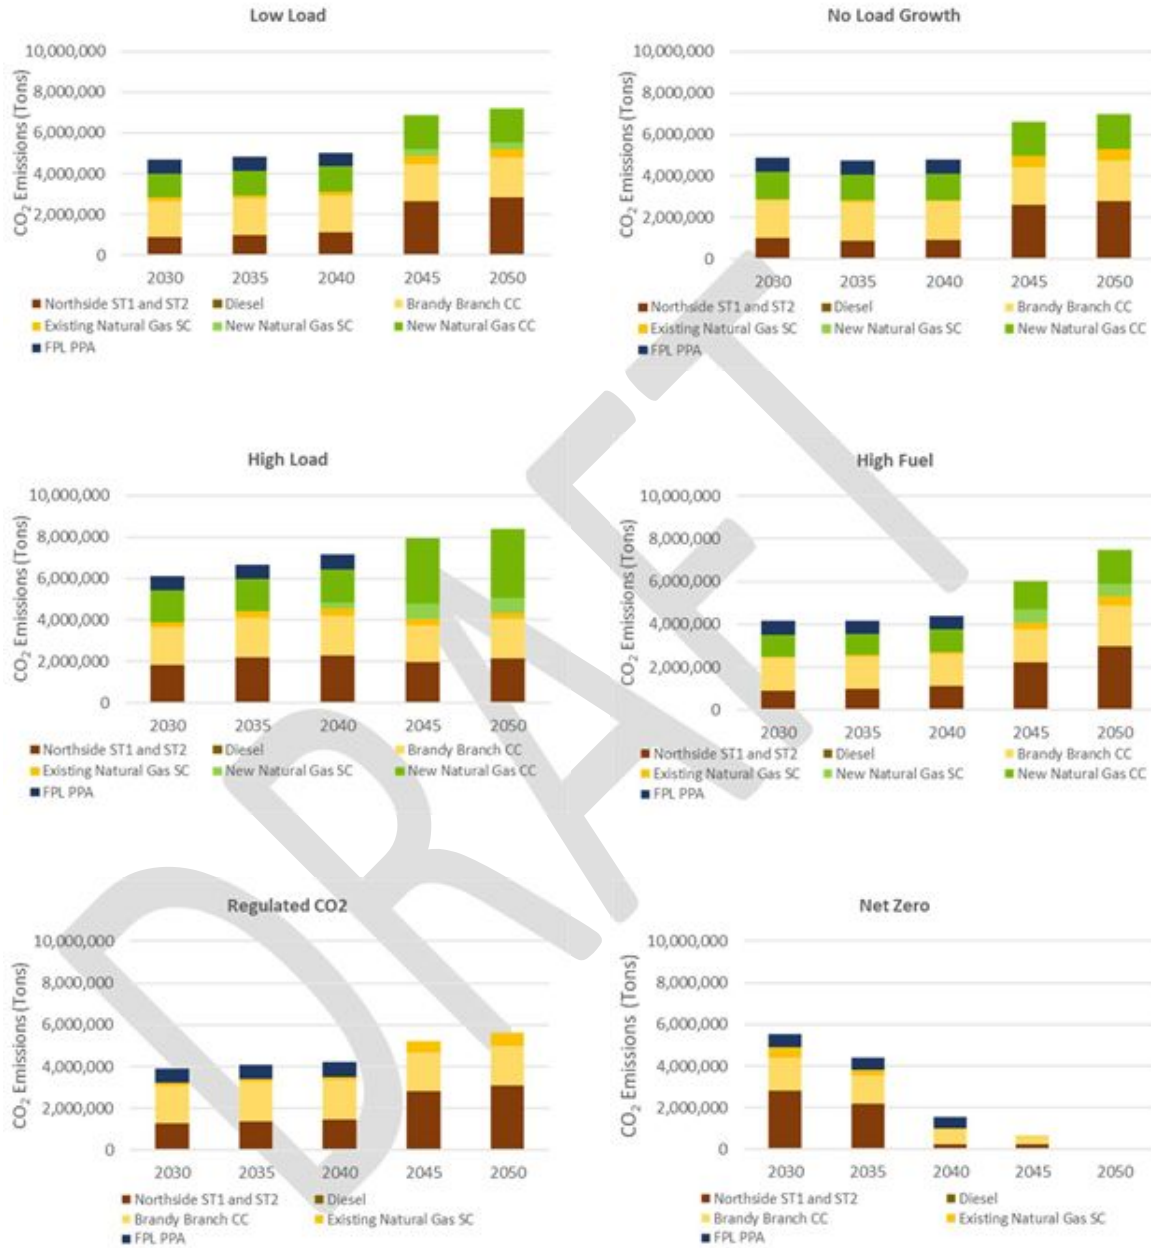 Low Load
10,000,000
8,000,000
6,000,000
4,000,000
2,000,000
0
CO2 Emissions (Tons)
2030 2035 2040 2045 2050
Northside ST1 and ST2 Diesel Brandy Branch CC
Existing Natural Gas SC New Natural Gas SC New Natural Gas CC
FPL PPA
No Load Growth
10,000,000
8,000,000
6,000,000
4,000,000
2,000,000
0
CO2 Emissions (Tons)
2030 2035 2040 2045 2050
Northside ST1 and ST2 Diesel Brandy Branch CC
Existing Natural Gas SC New Natural Gas SC New Natural Gas CC
FPL PPA
High Load
10,000,000
8,000,000
6,000,000
4,000,000
2,000,000
0
CO2 Emissions (Tons)
2030 2035 2040 2045 2050
Northside ST1 and ST2 Diesel Brandy Branch CC
Existing Natural Gas SC New Natural Gas SC New Natural Gas CC
FPL PPA
High Fuel
10,000,000
8,000,000
6,000,000
4,000,000
2,000,000
0
CO2 Emissions (Tons)
2030 2035 2040 2045 2050
Northside ST1 and ST2 Diesel Brandy Branch CC
Existing Natural Gas SC New Natural Gas SC New Natural Gas CC
FPL PPA
Regulated CO2
10,000,000
8,000,000
6,000,000
4,000,000
2,000,000
0
CO2 Emissions (Tons)
2030 2035 2040 2045 2050
Northside ST1 and ST2 Diesel
Brandy Branch CC Existing Natural Gas SC
FPL PPA
Net Zero
10,000,000
8,000,000
6,000,000
4,000,000
2,000,000
0
CO2 Emissions (Tons)
2030 2035 2040 2045 2050
Northside ST1 and ST2 Diesel
Brandy Branch CC Existing Natural Gas SC
FPL PPA
DRAFT